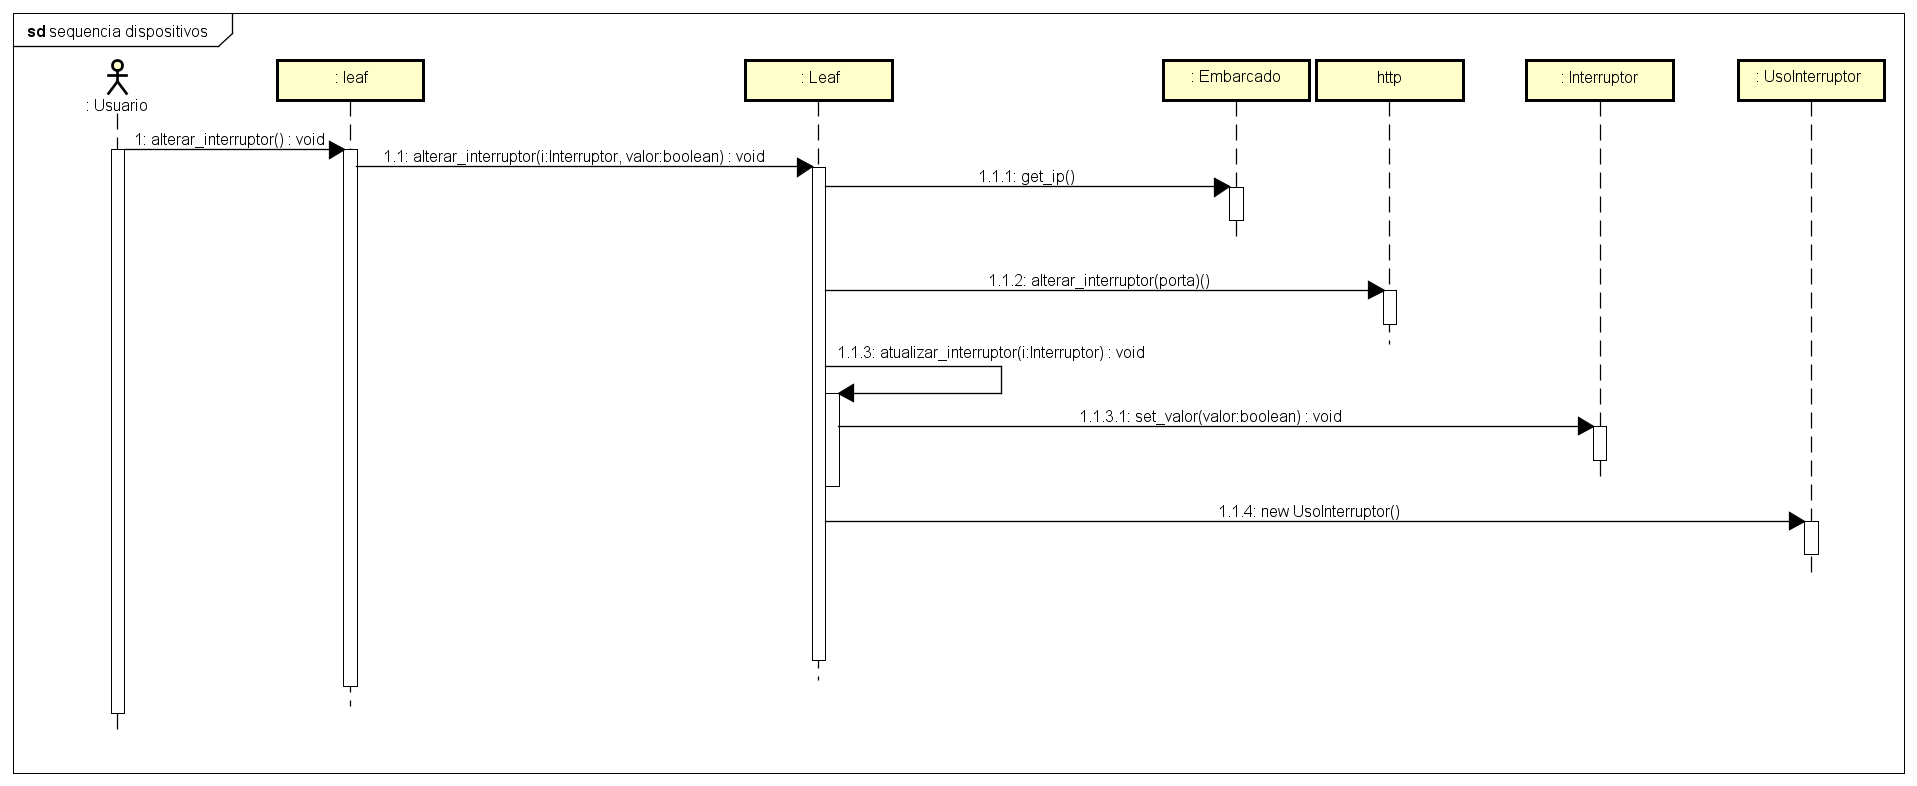 sd sequencia dispositivos
: Usuario
: leaf
: Leaf
: Embarcado
http
: Interruptor
: UsoInterruptor
1: alterar_interruptor() : void
1.1: alterar_interruptor(i:Interruptor, valor:boolean) : void
1.1.1: get_ip()
1.1.2: alterar_interruptor(porta)()
1.1.3: atualizar_interruptor(i:Interruptor) : void
1.1.3.1: set_valor(valor:boolean) : void
1.1.4: new UsoInterruptor()